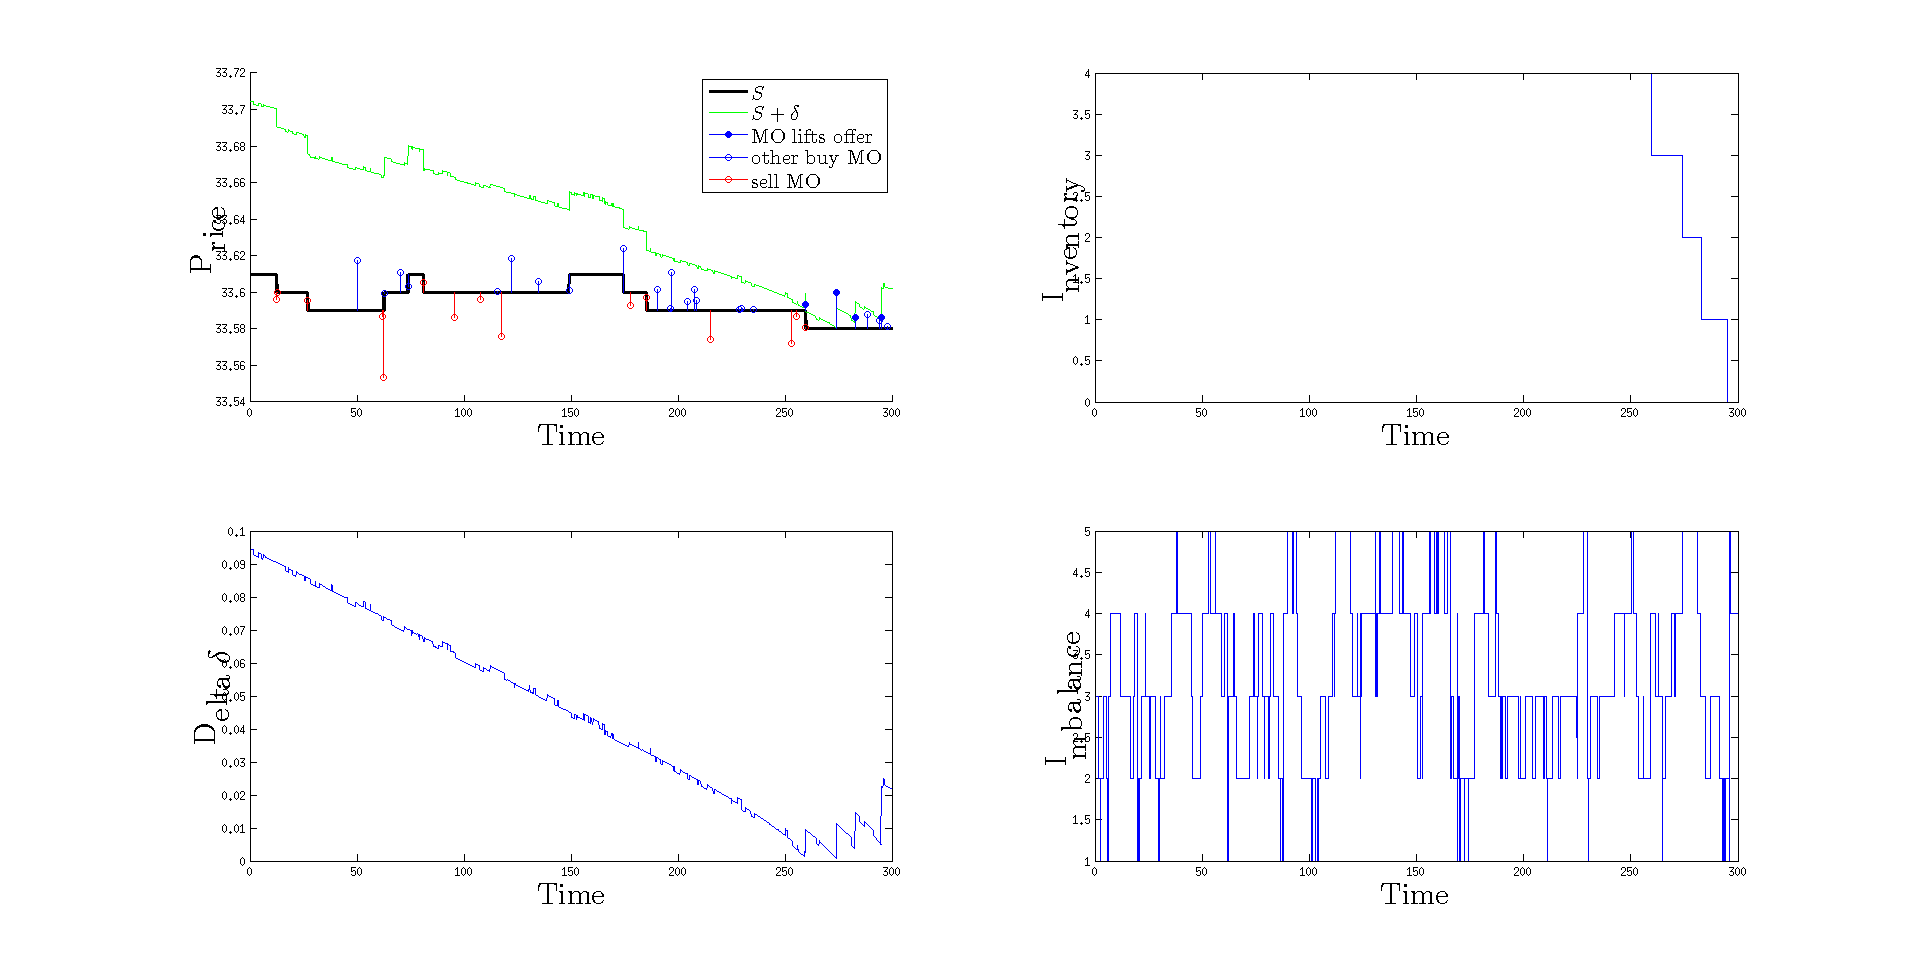 33.72
33.7
33.68
33.66
33.64
33.62
33.6
33.58
33.56
33.54
Price
0 50 100 150 200 250 300
Time
S
S + δ
MO lifts offer
other buy MO
sell MO
4
3.5
3
2.5
2
1.5
1
0.5
0
Inventory
0 50 100 150 200 250 300
Time
0.1
0.09
0.08
0.07
0.06
0.05
0.04
0.03
0.02
0.01
0
Delta δ
0 50 100 150 200 250 300
Time
5
4.5
4
3.5
3
2.5
2
1.5
1
Imbalance
0 50 100 150 200 250 300
Time